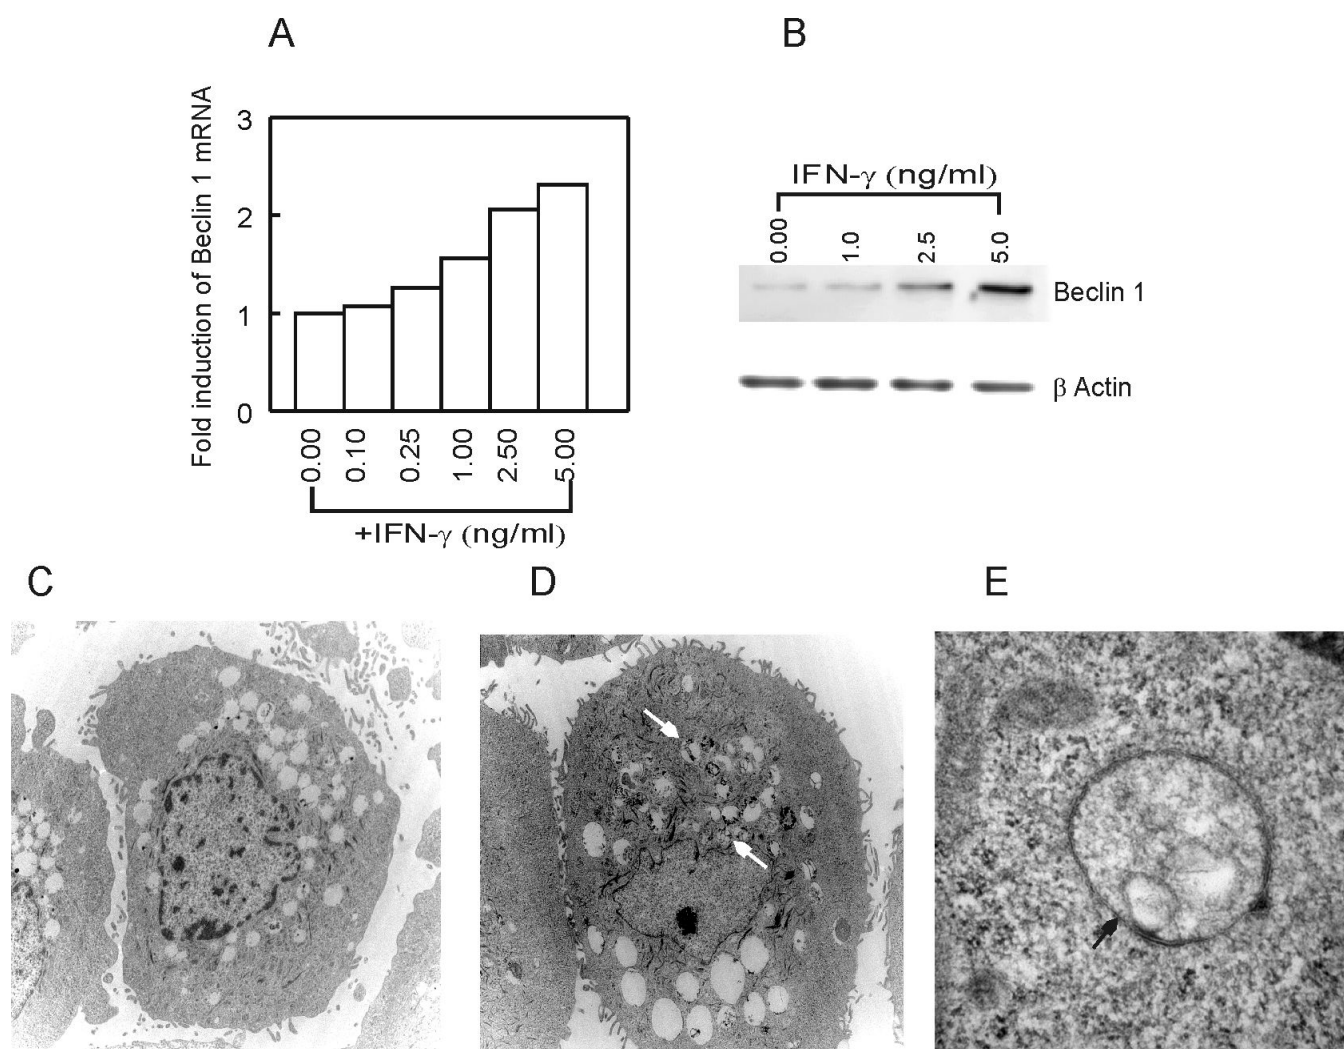 A
B
Fold induction of Beclin 1 mRNA
3
2
1
0
0.00
0.10
0.25
1.00
2.50
5.00
+IFN-γ (ng/ml)
IFN-γ (ng/ml)
0.00
1.0
2.5
5.0
Beclin 1
β Actin
C
D
E